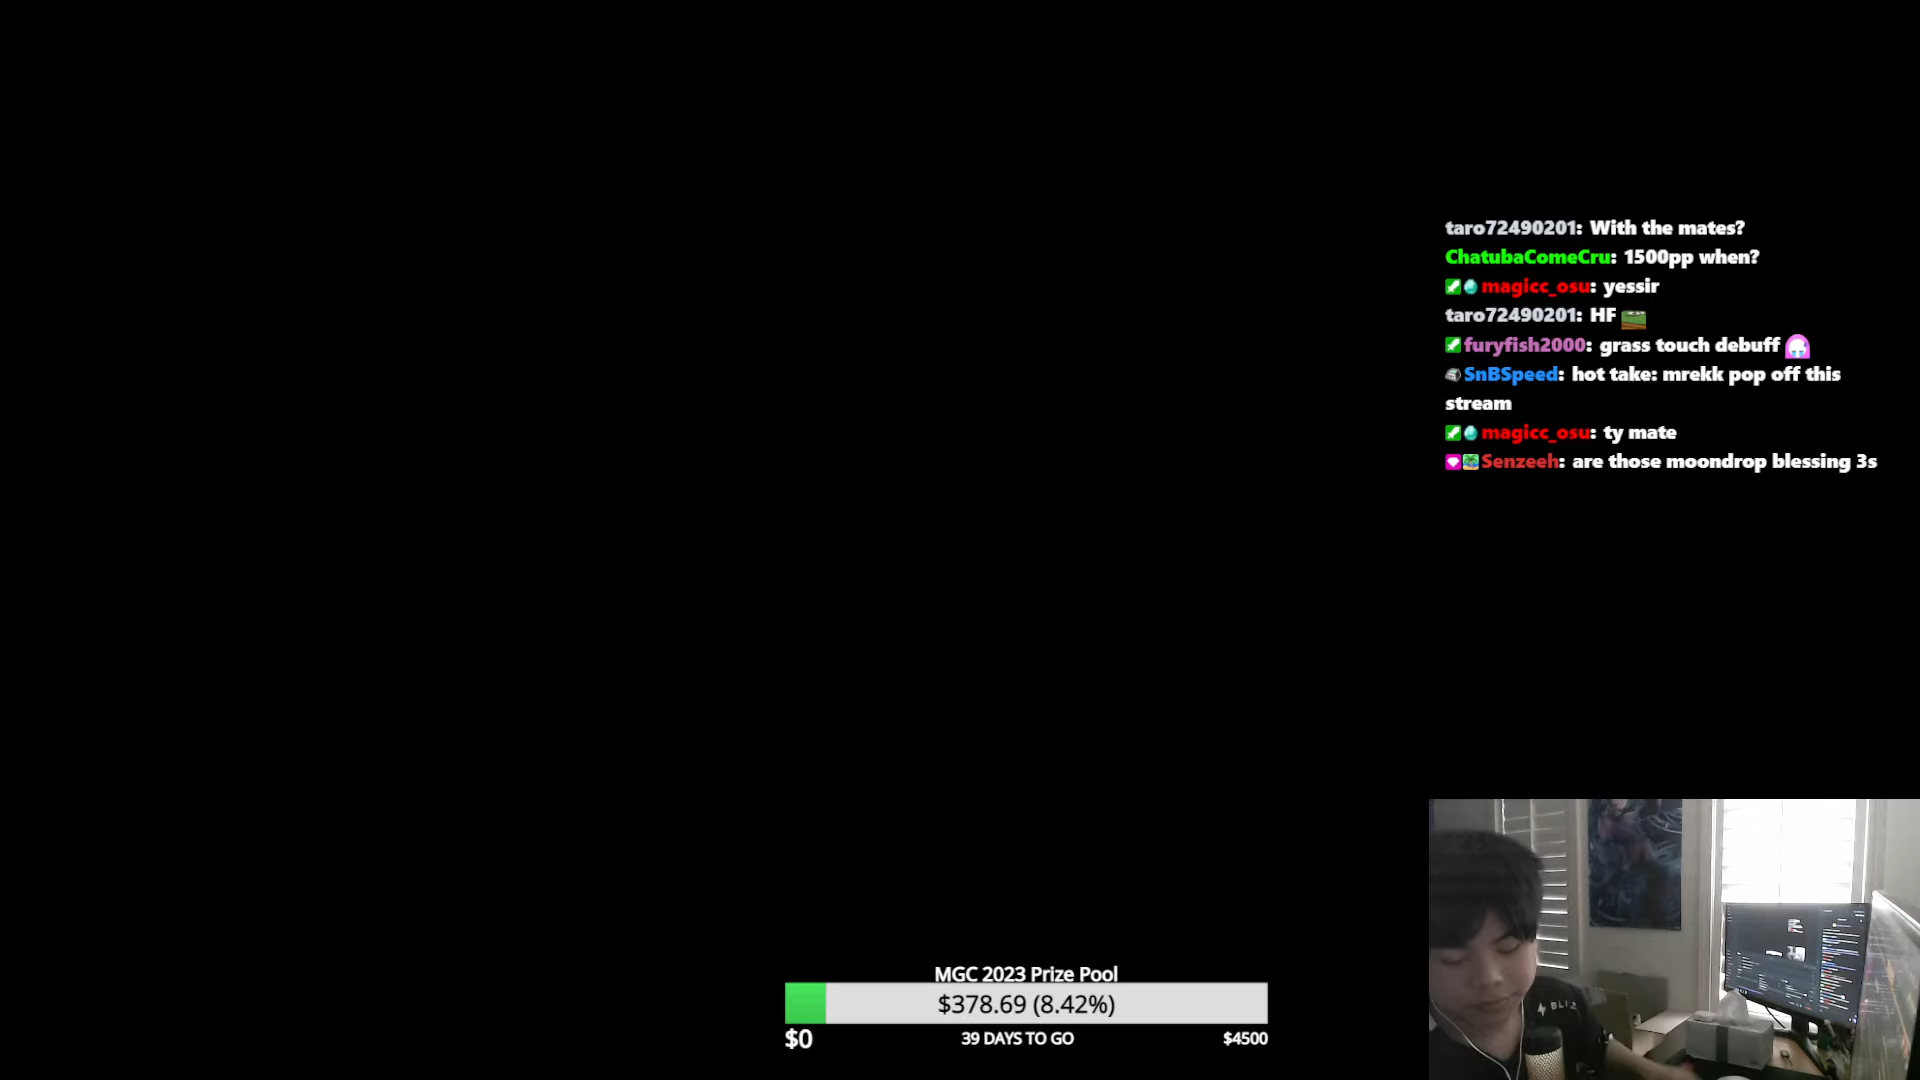 taro72490201: With the mates?
ChatubaComeCru: 1500pp when?
magicc_osu: yessir
taro72490201: HF
furyfish2000: grass touch debuff
SnBSpeed: hot take: mrekk pop off this
stream
magicc_osu: ty mate
Senzeeh: are those moondrop blessing 3s
MGC 2023 Prize Pool
$378.69 (8.42%)
$0 39 DAYS TO GO $4500
BLIZ